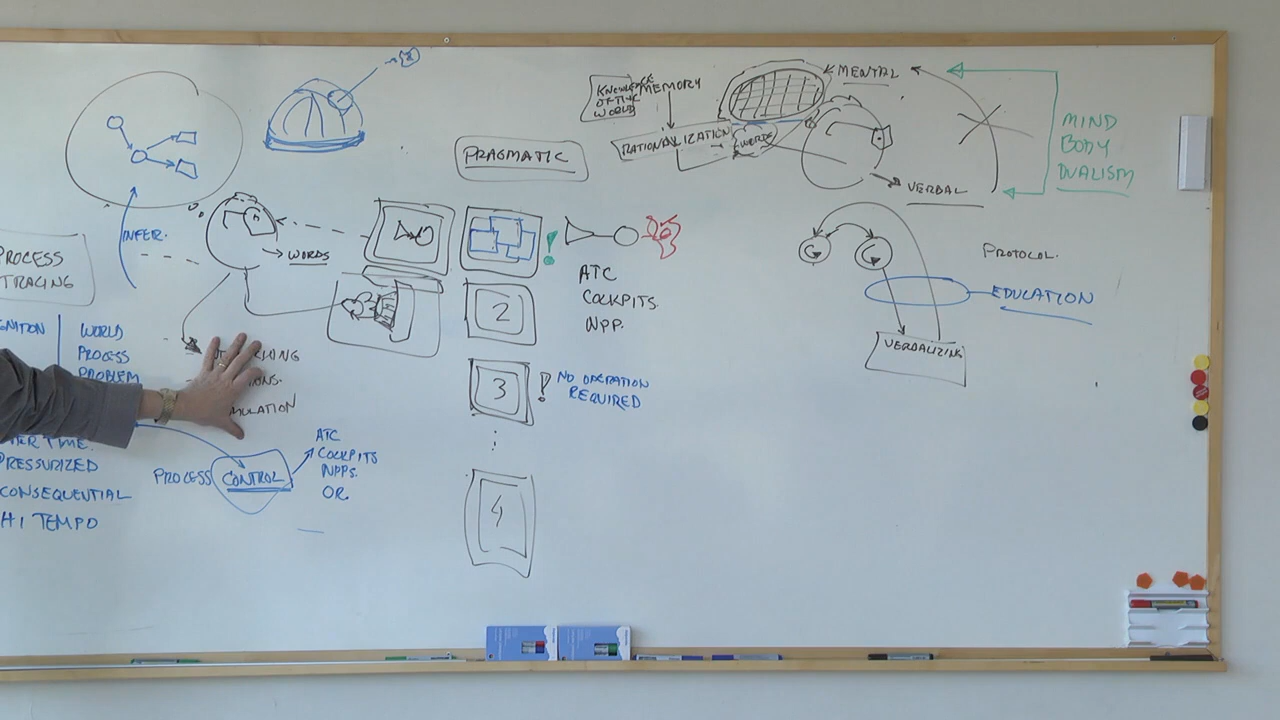 PRAGMATIC
KNOWLEDGE
OF THE
WORLD
MEMORY
RATIONALIZATION
WORDS
MENTAL
VERBAL
MIND
BODY
DUALISM
INFER.
WORDS
PROCESS
TRACING
WORLD
PROCESS
PROBLEM
PRESSURIZED
CONSEQUENTIAL
HI TEMPO
PROCESS CONTROL
ATC
COCKPITS
NPPS.
OR.
!
2
3
!
NO OPERATION
REQUIRED
4
ATC
COCKPITS.
NPP.
PROTOCOL.
EDUCATION
VERBALIZING